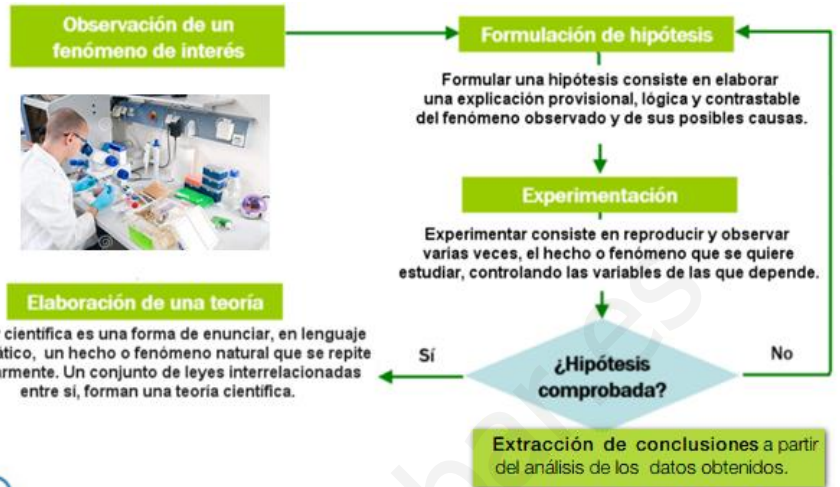 Observación de un
fenómeno de interés
Formulación de hipótesis
Formular una hipótesis consiste en elaborar
una explicación provisional, lógica y contrastable
del fenómeno observado y de sus posibles causas.
Experimentación
Experimentar consiste en reproducir y observar
varias veces, el hecho o fenómeno que se quiere
estudiar, controlando las variables de las que depende.
Elaboración de una teoría
científica es una forma de enunciar, en lenguaje
un hecho o fenómeno natural que se repite
Un conjunto de leyes interrelacionadas
entre sí, forman una teoría científica.
Sí
¿Hipótesis
comprobada?
No
Extracción de conclusiones a partir
del análisis de los datos obtenidos.